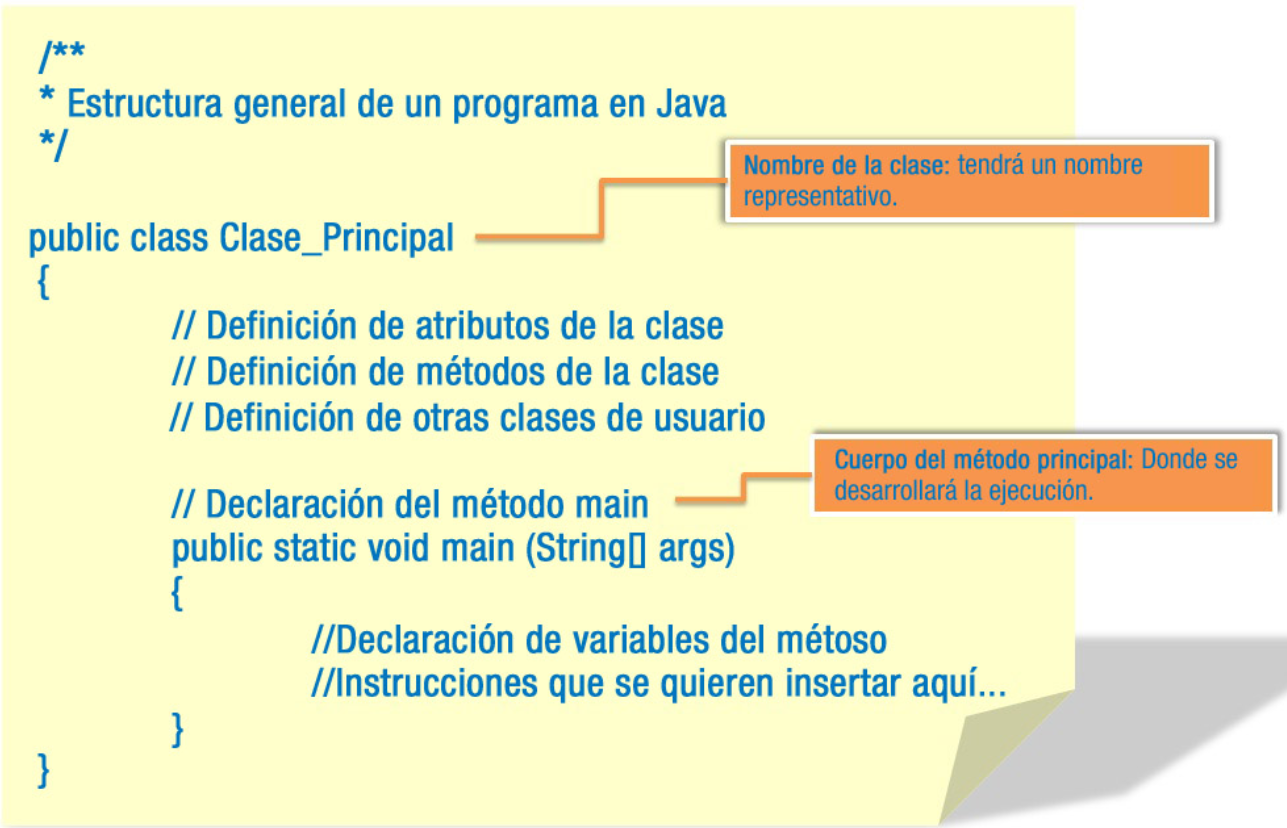 /**
* Estructura general de un programa en Java
*/
Nombre de la clase: tendrá un nombre
representativo.
public class Clase_Principal
{
// Definición de atributos de la clase
// Definición de métodos de la clase
// Definición de otras clases de usuario
Cuerpo del método principal: Donde se
desarrollará la ejecución.
// Declaración del método main
public static void main (String[] args)
{
//Declaración de variables del métoso
//Instrucciones que se quieren insertar aquí...
}
}